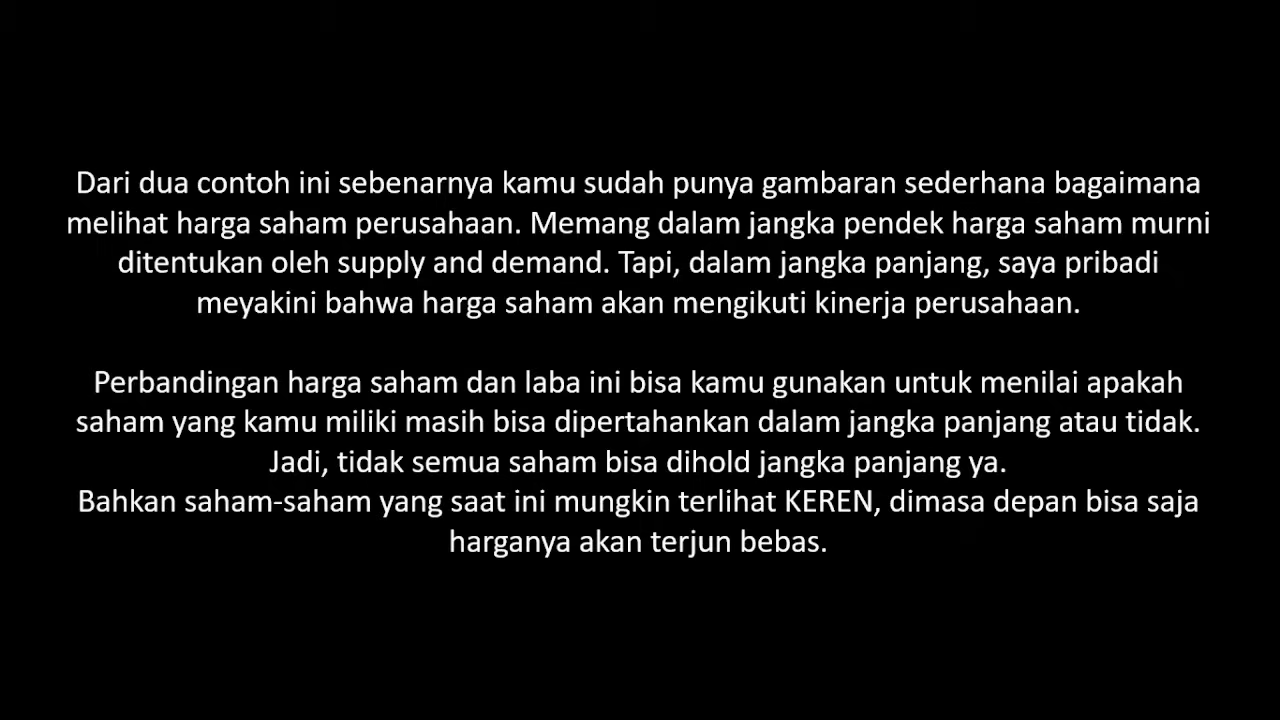 Dari dua contoh ini sebenarnya kamu sudah punya gambaran sederhana bagaimana
melihat harga saham perusahaan. Memang dalam jangka pendek harga saham murni
ditentukan oleh supply and demand. Tapi, dalam jangka panjang, saya pribadi
meyakini bahwa harga saham akan mengikuti kinerja perusahaan.
Perbandingan harga saham dan laba ini bisa kamu gunakan untuk menilai apakah
saham yang kamu miliki masih bisa dipertahankan dalam jangka panjang atau tidak.
Jadi, tidak semua saham bisa dihold jangka panjang ya.
Bahkan saham-saham yang saat ini mungkin terlihat KEREN, dimasa depan bisa saja
harganya akan terjun bebas.